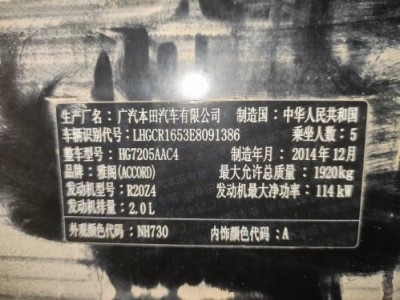 生产厂名：广汽本田汽车有限公司 制造国：中华人民共和国
车辆识别代号：LHGCR1653E8091386 乘坐人数：5
整车型号：HG7205AAC4 制造年月：2014年12月
品牌：雅阁(ACCORD) 最大允许总质量：1920kg
发动机型号：R20Z4 发动机最大净功率：114kW
发动机排量：2.0L
外观颜色代码：NH730 内饰颜色代码：A